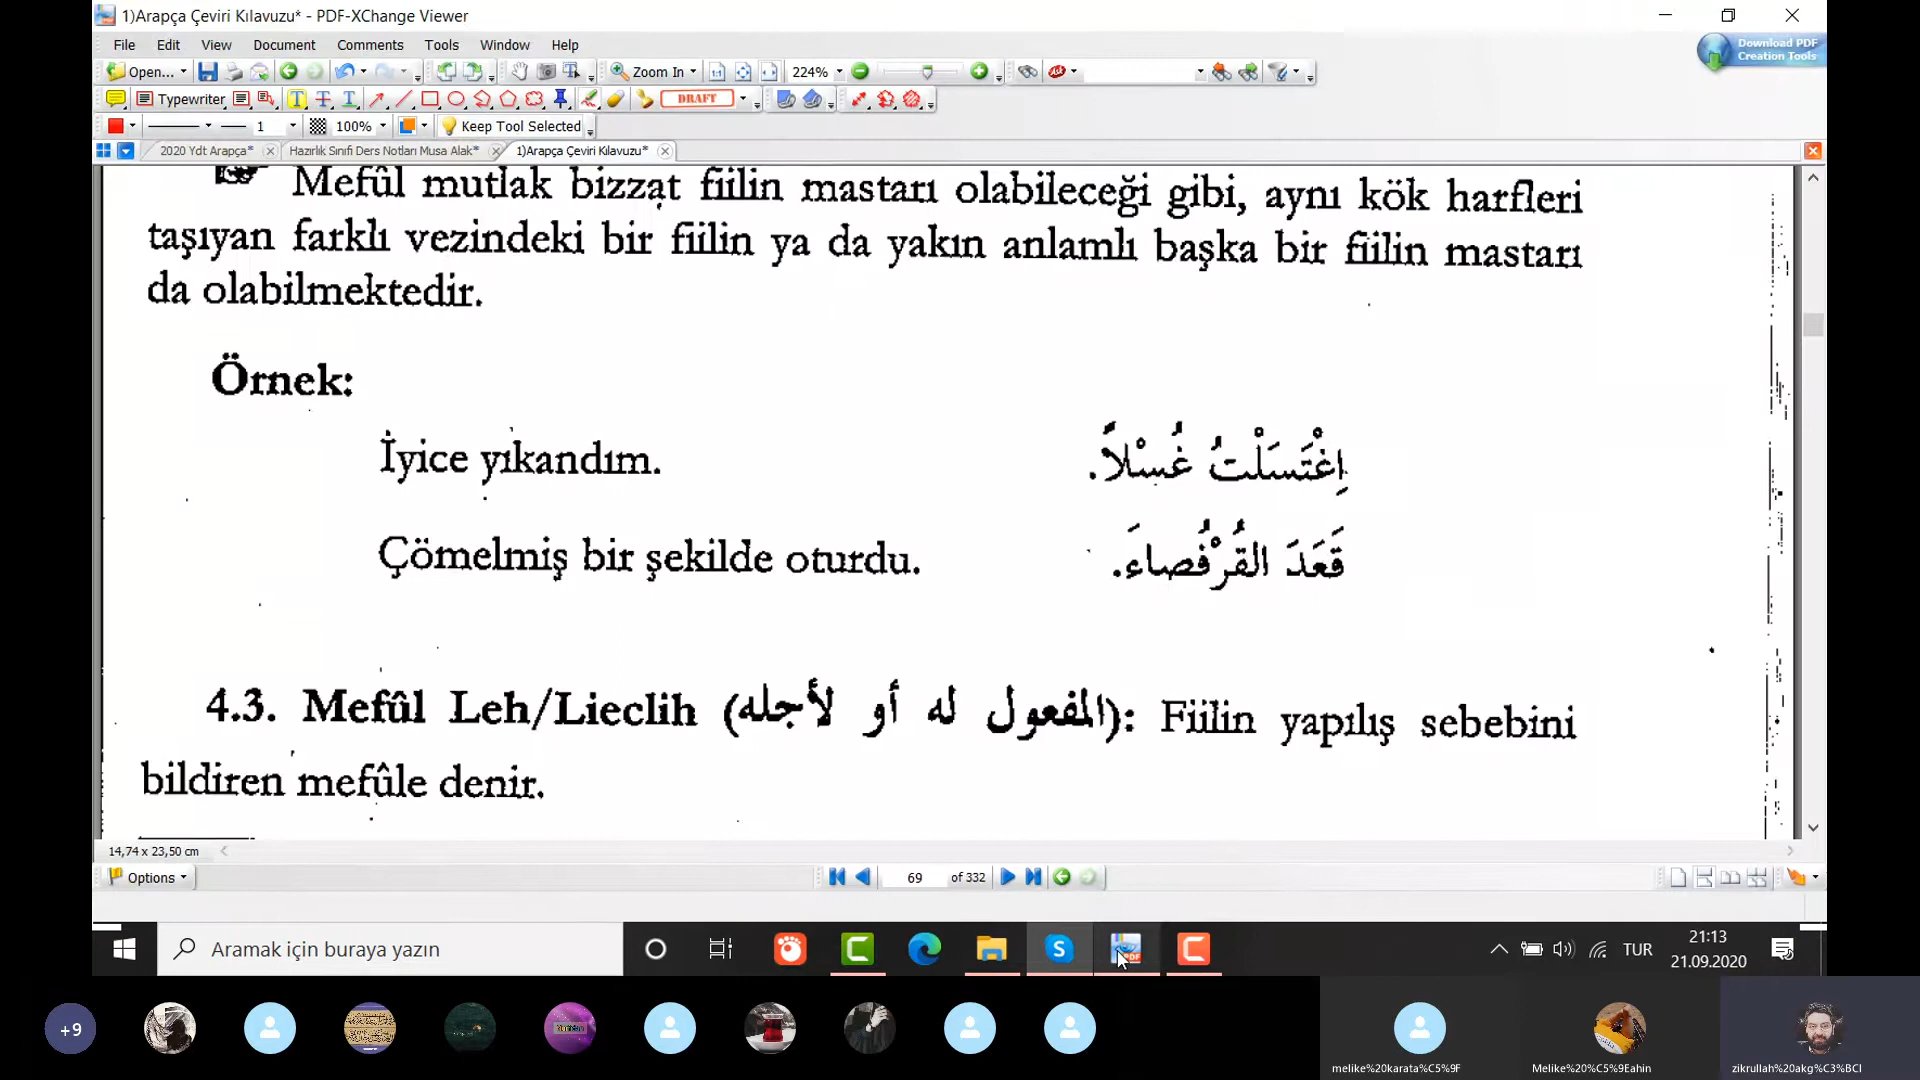 1)Arapça Çeviri Kılavuzu* - PDF-XChange Viewer
File Edit View Document Comments Tools Window Help
Download PDF
Creation Tools
Open... Zoom In 224%
Typewriter DRAFT
1 100% Keep Tool Selected
2020 Ydt Arapça* Hazırlık Sınıfı Ders Notları Musa Alak* 1)Arapça Çeviri Kılavuzu*
Mefûl mutlak bizzat fiilin mastarı olabileceği gibi, aynı kök harfleri
taşıyan farklı vezindeki bir fiilin ya da yakın anlamlı başka bir fiilin mastarı
da olabilmektedir.
Örnek:
İyice yıkandım. اِغْتَسَلْتُ غُسْلاً.
Çömelmiş bir şekilde oturdu. قَعَدَ القُرْفُصاءَ.
4.3. Mefûl Leh/Lieclih (المفعول له أو لأجله): Fiilin yapılış sebebini
bildiren mefûle denir.
14,74 x 23,50 cm
Options 69 of 332
Aramak için buraya yazın TUR 21:13
21.09.2020
+9
melike%20karata%C5%9F Melike%20%C5%9Eahin zikrullah%20akg%C3%BCl